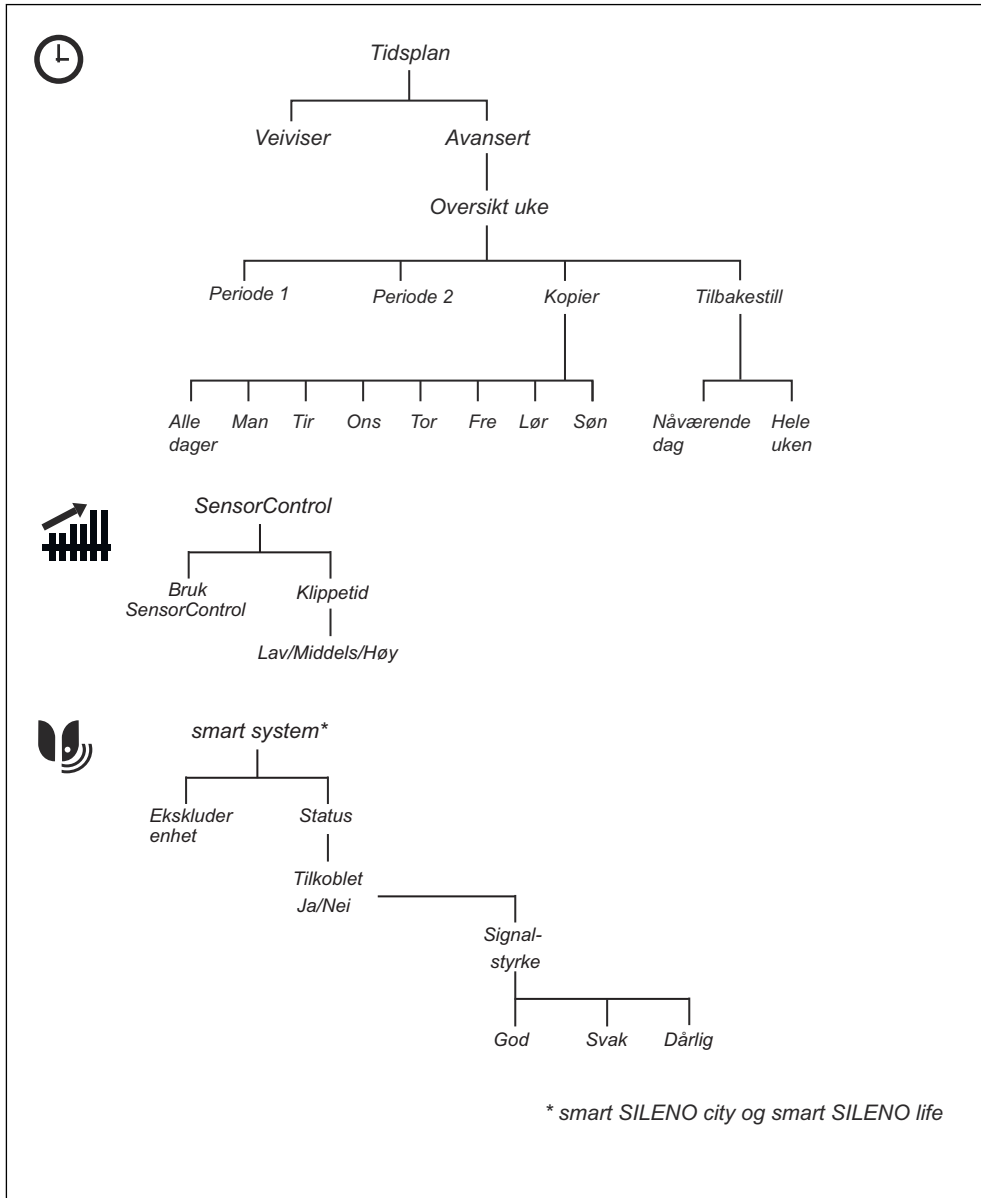 Tidsplan
Veiviser
Avansert
Oversikt uke
Periode 1
Periode 2
Kopier
Tilbakestill
Alle
dager
Man
Tir
Ons
Tor
Fre
Lør
Søn
Nåværende
dag
Hele
uken
SensorControl
Bruk
SensorControl
Klippetid
Lav/Middels/Høy
smart system*
Ekskluder
enhet
Status
Tilkoblet
Ja/Nei
Signal-
styrke
God
Svak
Dårlig
* smart SILENO city og smart SILENO life